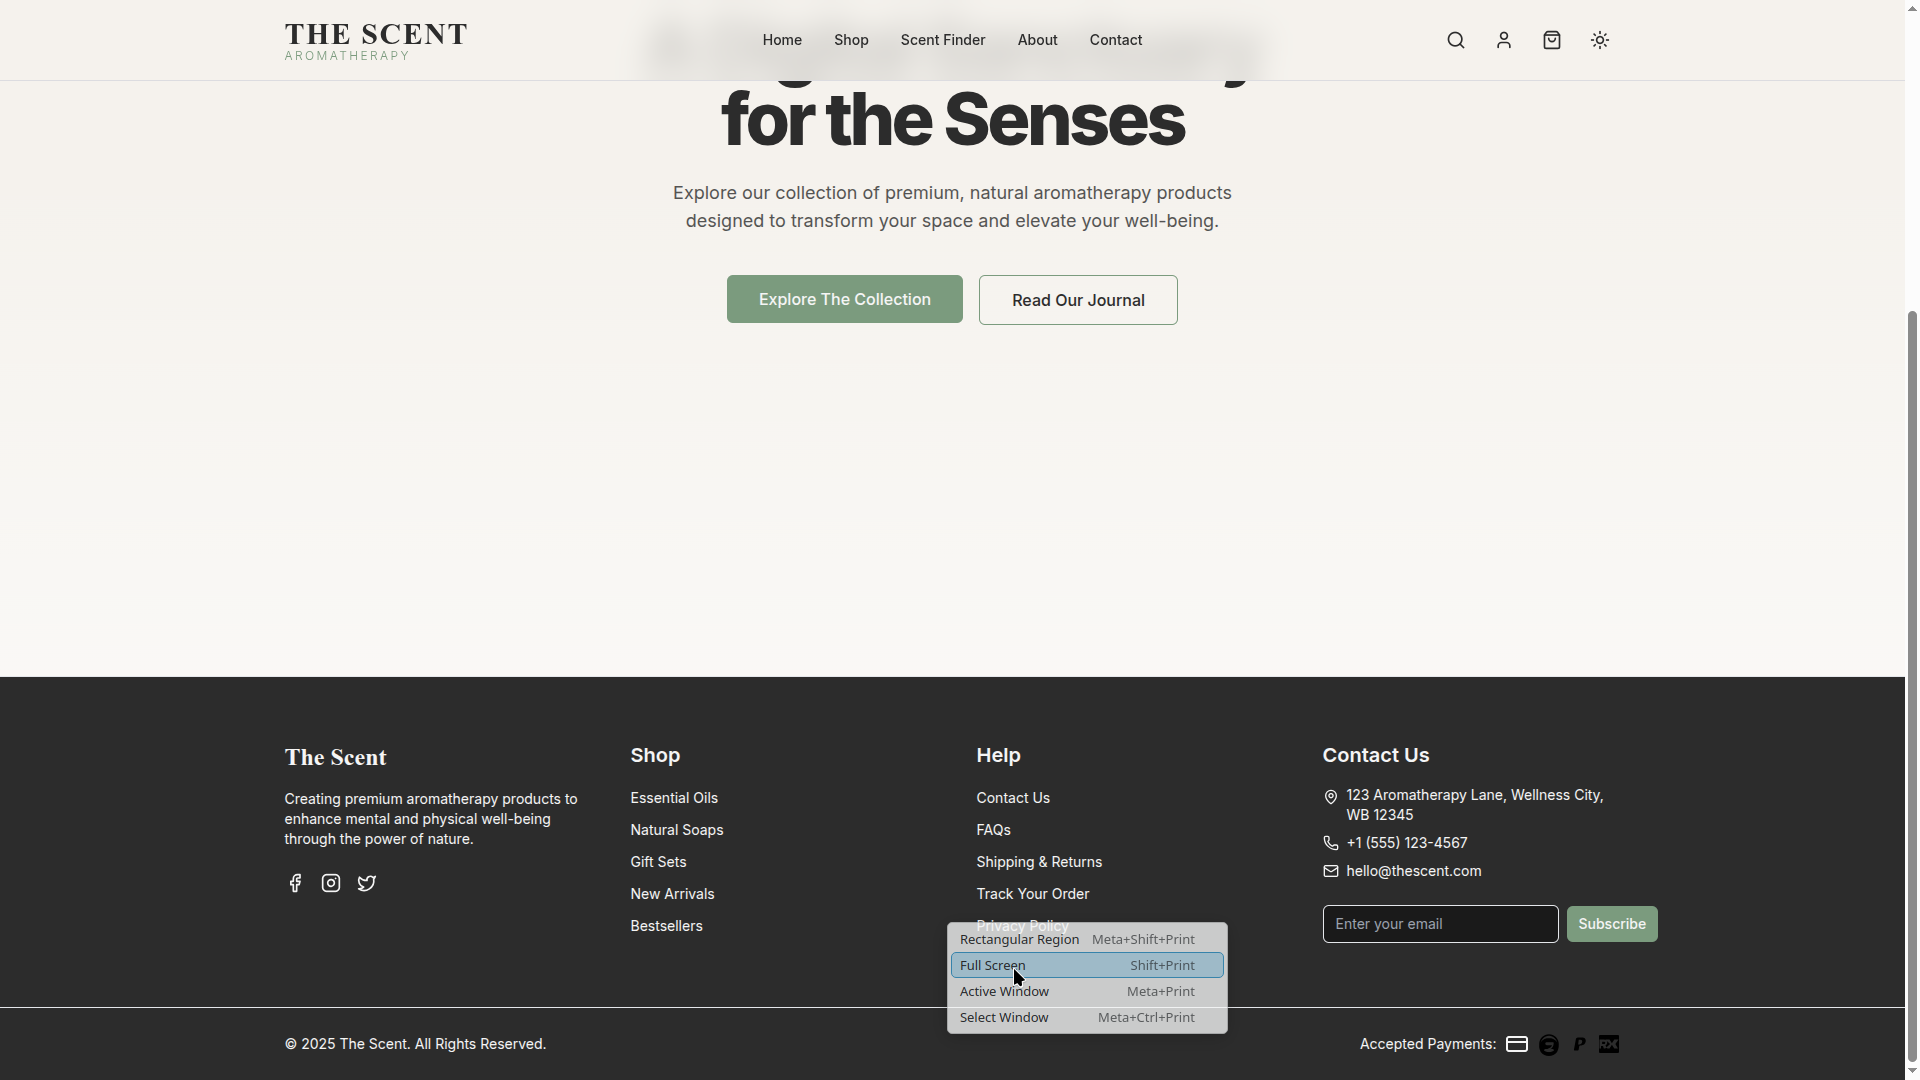 THE SCENT
AROMATHERAPY
Home
Shop
Scent Finder
About
Contact
for the Senses
Explore our collection of premium, natural aromatherapy products
designed to transform your space and elevate your well-being.
Explore The Collection
Read Our Journal
The Scent
Creating premium aromatherapy products to
enhance mental and physical well-being
through the power of nature.
Shop
Essential Oils
Natural Soaps
Gift Sets
New Arrivals
Bestsellers
Help
Contact Us
FAQs
Shipping & Returns
Track Your Order
Privacy Policy
Contact Us
123 Aromatherapy Lane, Wellness City,
WB 12345
+1 (555) 123-4567
hello@thescent.com
Enter your email
Subscribe
Rectangular Region Meta+Shift+Print
Full Screen Shift+Print
Active Window Meta+Print
Select Window Meta+Ctrl+Print
© 2025 The Scent. All Rights Reserved.
Accepted Payments: